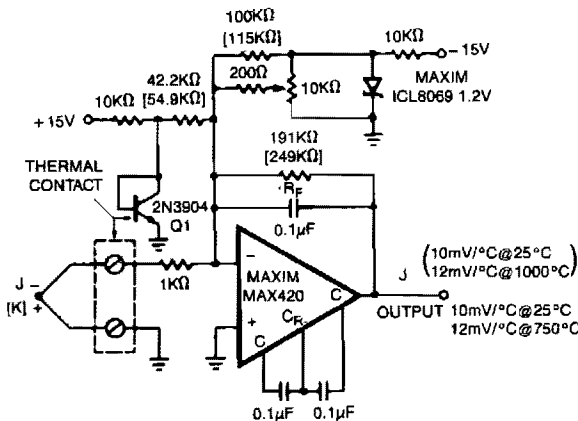 100KΩ
[115KΩ]
10KΩ
-15V
200Ω
10KΩ
MAXIM
ICL8069 1.2V
42.2KΩ
[54.9KΩ]
10KΩ
+15V
191KΩ
[249KΩ]
RF
0.1µF
THERMAL
CONTACT
2N3904
Q1
J -
[K] +
1KΩ
-
MAXIM
MAX420
+
CR
C
C
0.1µF
0.1µF
J
(10mV/°C@25°C
12mV/°C@1000°C)
OUTPUT
10mV/°C@25°C
12mV/°C@750°C